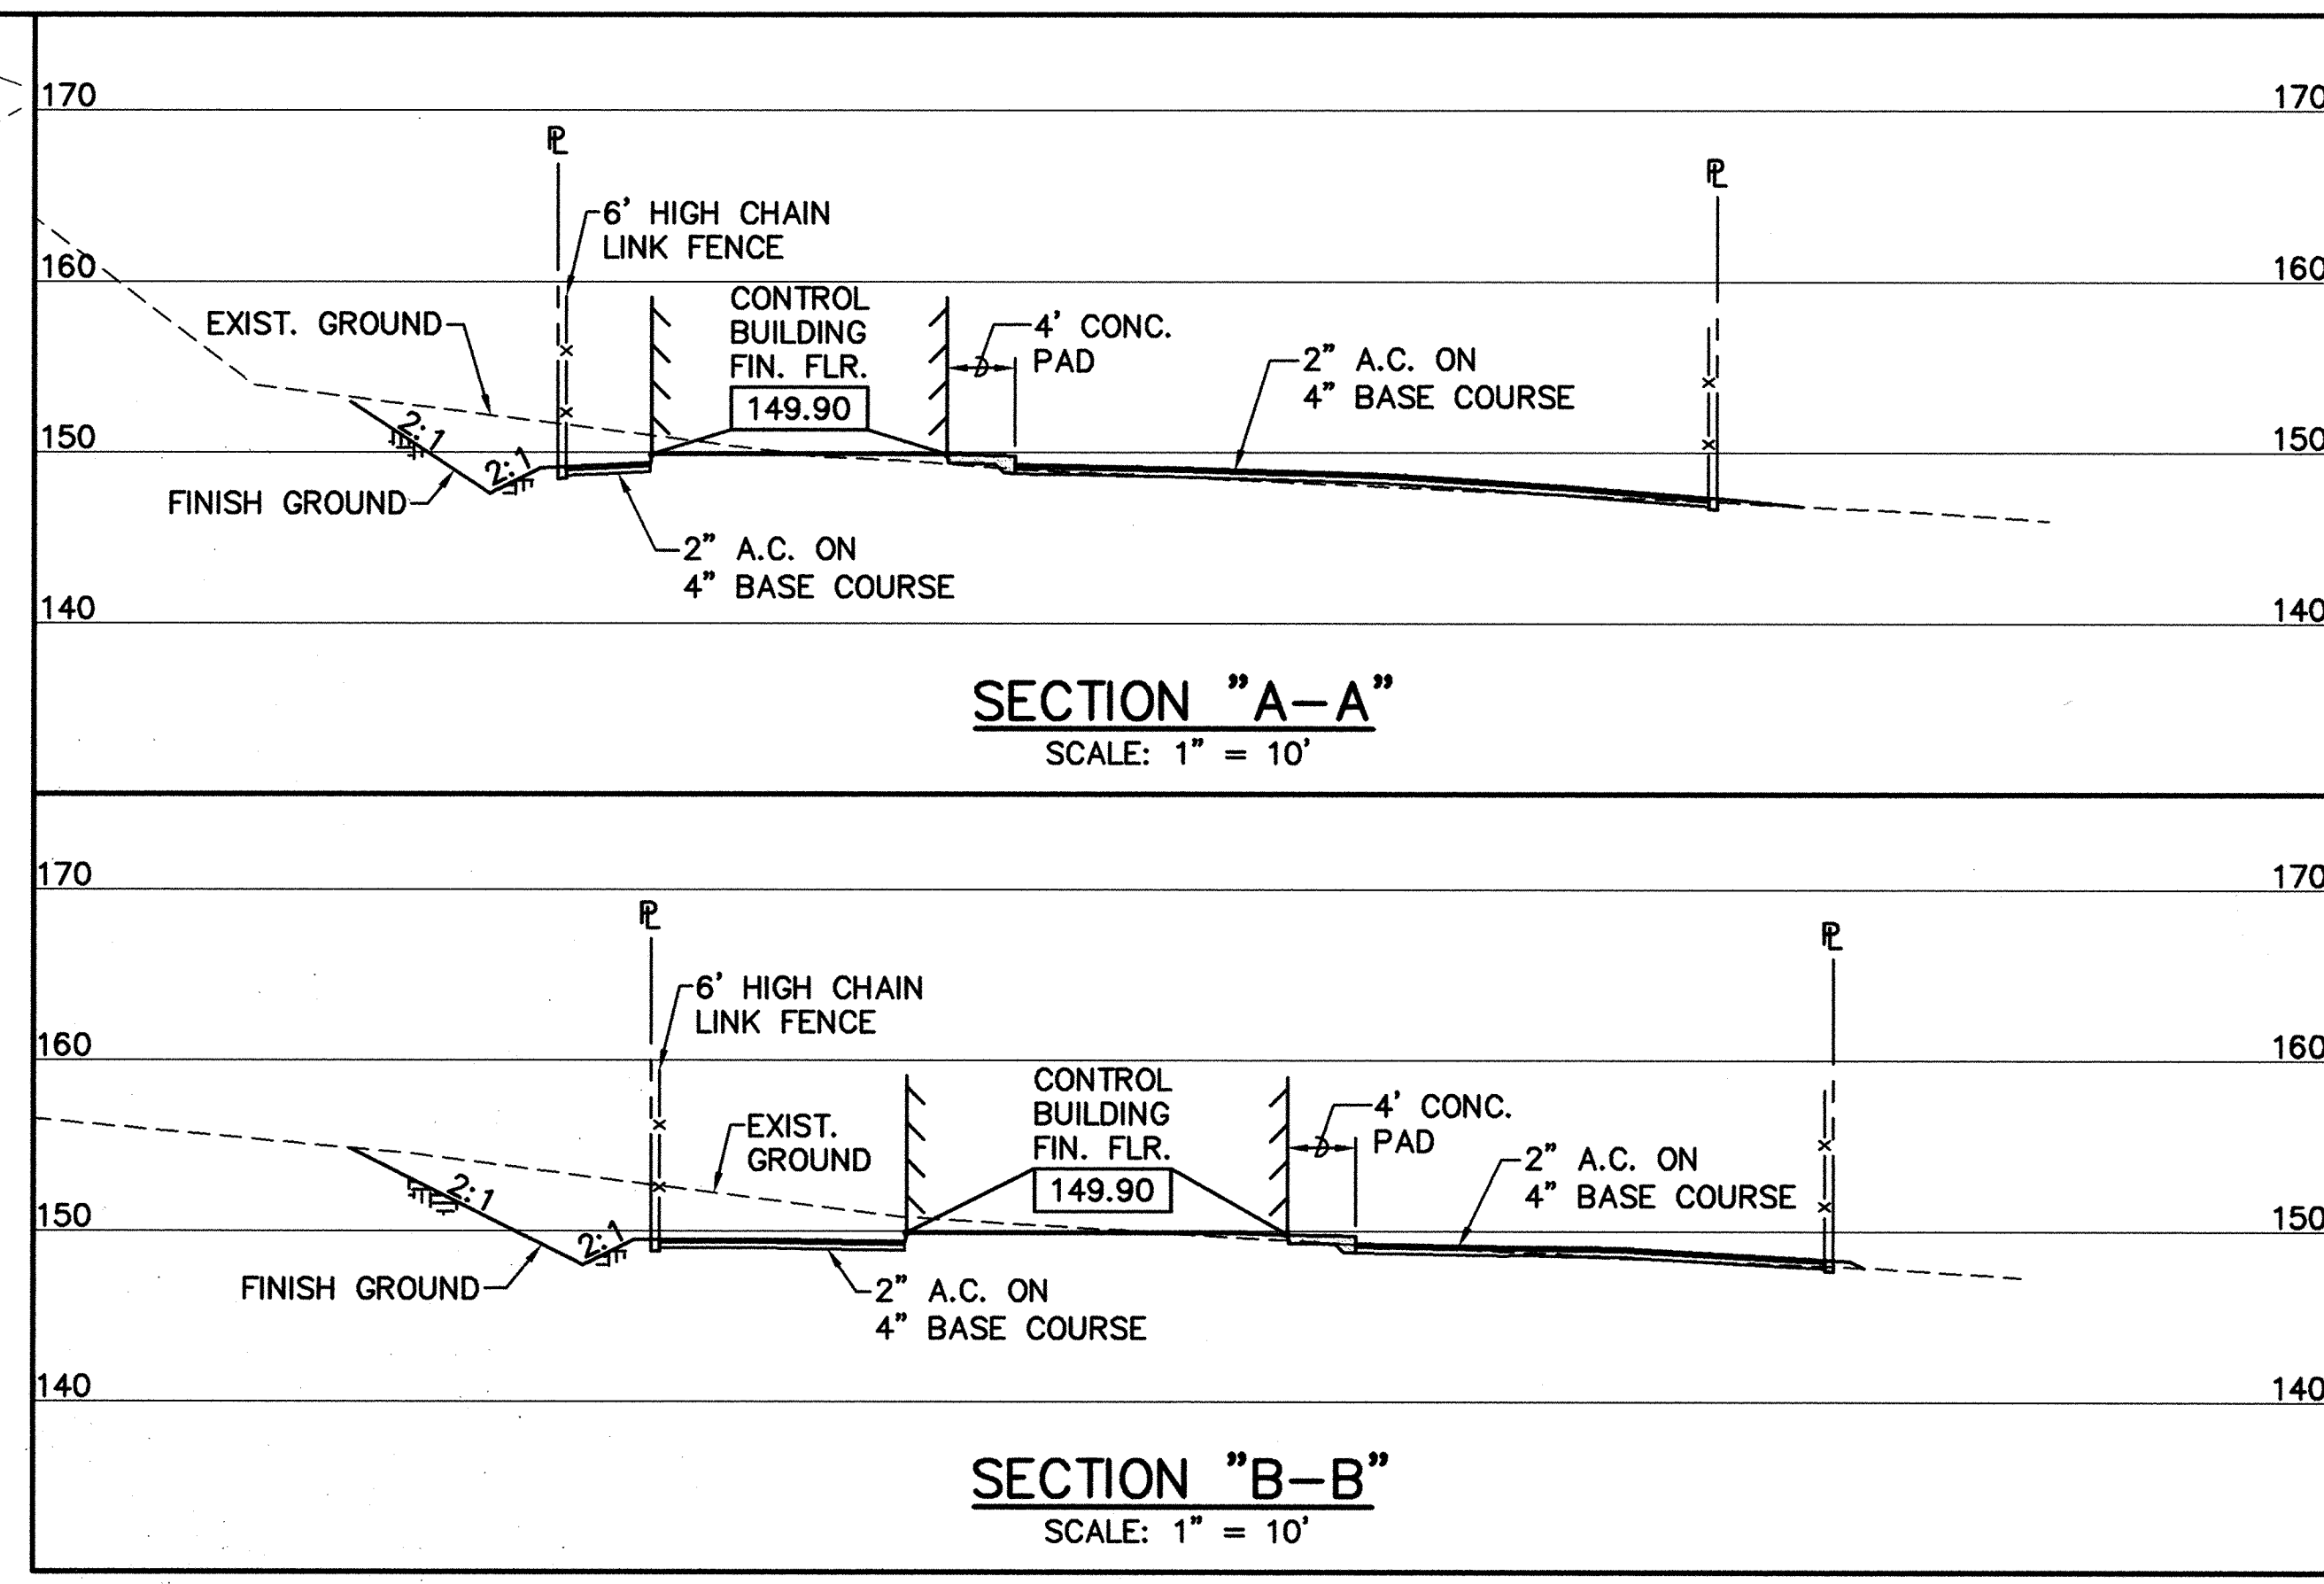 170
170
PL
PL
6' HIGH CHAIN
LINK FENCE
160
160
CONTROL
BUILDING
FIN. FLR.
149.90
EXIST. GROUND
4' CONC.
PAD
2" A.C. ON
4" BASE COURSE
2:1
2:1
150
150
FINISH GROUND
2" A.C. ON
4" BASE COURSE
140
140
SECTION "A-A"
SCALE: 1" = 10'
170
170
PL
PL
6' HIGH CHAIN
LINK FENCE
160
160
CONTROL
BUILDING
FIN. FLR.
149.90
EXIST.
GROUND
4' CONC.
PAD
2" A.C. ON
4" BASE COURSE
2:1
2:1
150
150
FINISH GROUND
2" A.C. ON
4" BASE COURSE
140
140
SECTION "B-B"
SCALE: 1" = 10'